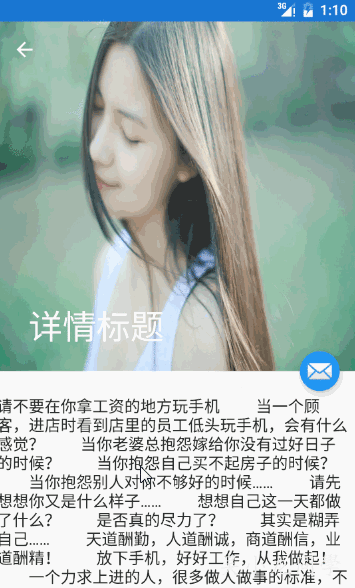 3G 1:10
详情标题
请不要在你拿工资的地方玩手机 当一个顾
客，进店时看到店里的员工低头玩手机，会有什么
感觉？ 当你老婆总抱怨嫁给你没有过好日子
的时候？ 当你抱怨自己买不起房子的时候？
当你抱怨别人对你不够好的时候…… 请先
想想你又是什么样子…… 想想自己这一天都做
了什么？ 是否真的尽力了？ 其实是糊弄
自己…… 天道酬勤，人道酬诚，商道酬信，业
道酬精！ 放下手机，好好工作，从我做起！
一个力求上进的人，很多做人做事的标准，不